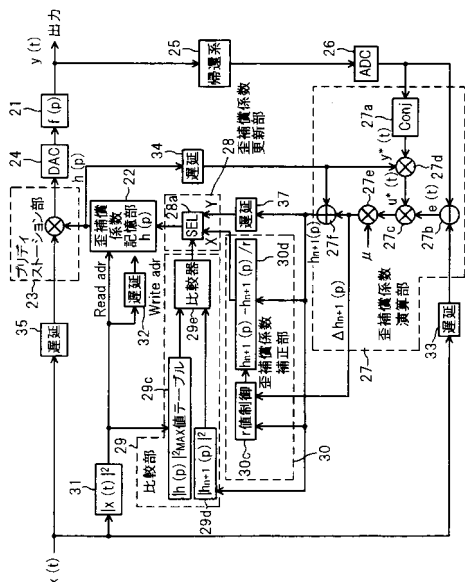 x (t)
35
遅延
プリディストーション部
23
24
DAC
21
f (p)
y (t)
出力
h (p)
31
|x (t) |²
Read adr
歪補償
係数
記憶部
h (p)
22
遅延
32
Write adr
34
遅延
25
帰還系
29
比較部
29c
|h (p) |²MAX値テーブル
29d
|hn+1 (p) |²
29e
比較器
28a
SEL
X
Y
28
歪補償係数
更新部
37
遅延
30
30c
r値制御
30d
hn+1 (p) −hn+1 (p) /r
歪補償係数
補正部
hn+1 (p)
Δhn+1 (p)
27f
27e
μ
u* (t)
27c
27d
y* (t)
27a
Conj
26
ADC
e (t)
27b
27
歪補償係数
演算部
33
遅延